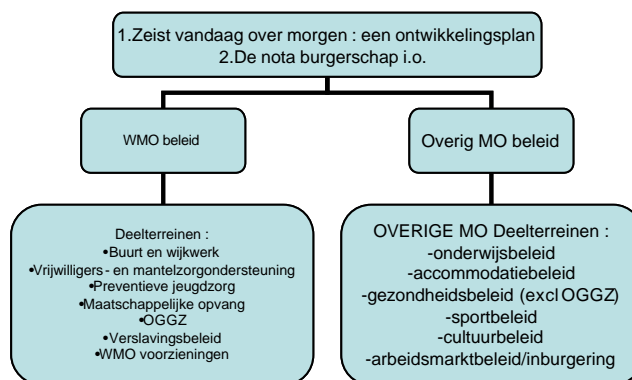 1.Zeist vandaag over morgen : een ontwikkelingsplan
2.De nota burgerschap i.o.
WMO beleid
Overig MO beleid
Deelterreinen :
•Buurt en wijkwerk
•Vrijwilligers- en mantelzorgondersteuning
•Preventieve jeugdzorg
•Maatschappelijke opvang
•OGGZ
•Verslavingsbeleid
•WMO voorzieningen
OVERIGE MO Deelterreinen :
-onderwijsbeleid
-accommodatiebeleid
-gezondheidsbeleid (excl OGGZ)
-sportbeleid
-cultuurbeleid
-arbeidsmarktbeleid/inburgering